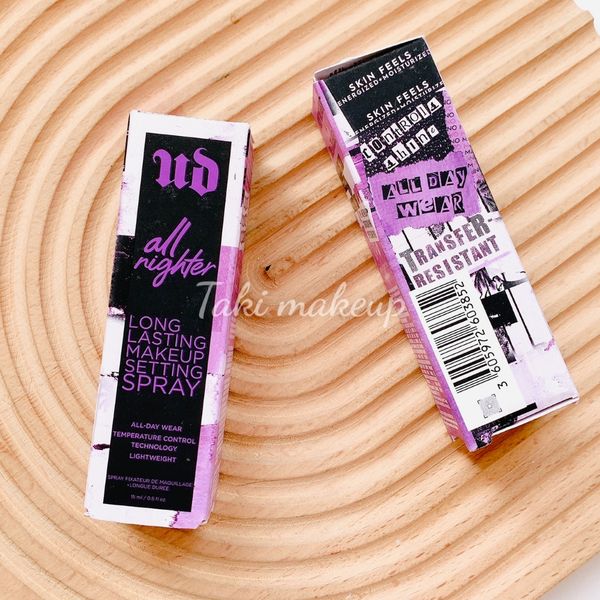 UD
all
nighter
LONG
LASTING
MAKEUP
SETTING
SPRAY
ALL-DAY WEAR
TEMPERATURE CONTROL
TECHNOLOGY
LIGHTWEIGHT
SPRAY FIXATEUR DE MAQUILLAGE
•LONGUE DURÉE
15 ml / 0.5 fl oz
SKIN FEELS
ENERGIZED+MOISTURIZED
SKIN FEELS
ENERGIZED+MOISTURIZED
CONTROLS
Shine
ALL DAY
WeAR
TRANSFER-
RESISTANT
3 605972 603852
Taki makeup